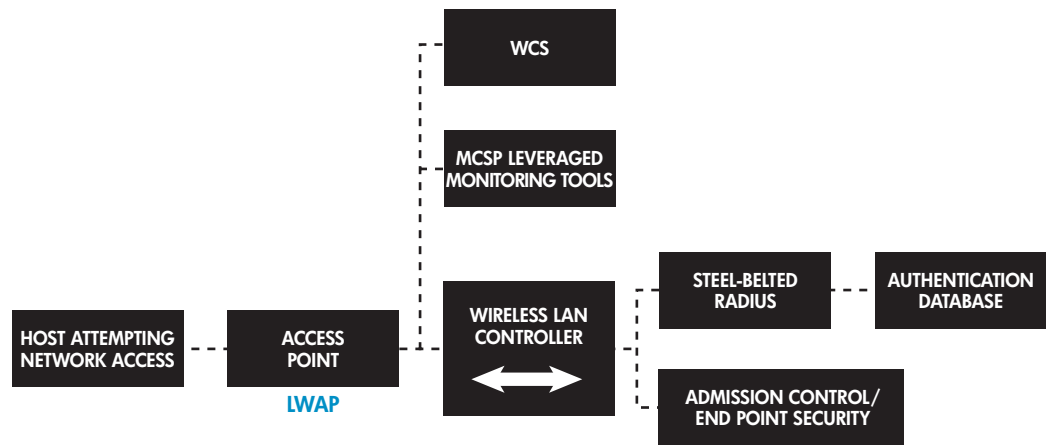 WCS
MCSP LEVERAGED
MONITORING TOOLS
HOST ATTEMPTING
NETWORK ACCESS
ACCESS
POINT
LWAP
WIRELESS LAN
CONTROLLER
STEEL-BELTED
RADIUS
AUTHENTICATION
DATABASE
ADMISSION CONTROL/
END POINT SECURITY